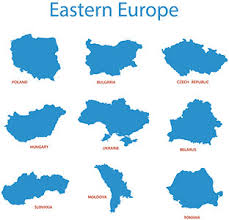 Eastern Europe
POLAND BULGARIA CZECH REPUBLIC
HUNGARY UKRAINE BELARUS
SLOVAKIA MOLDOVA ROMANIA